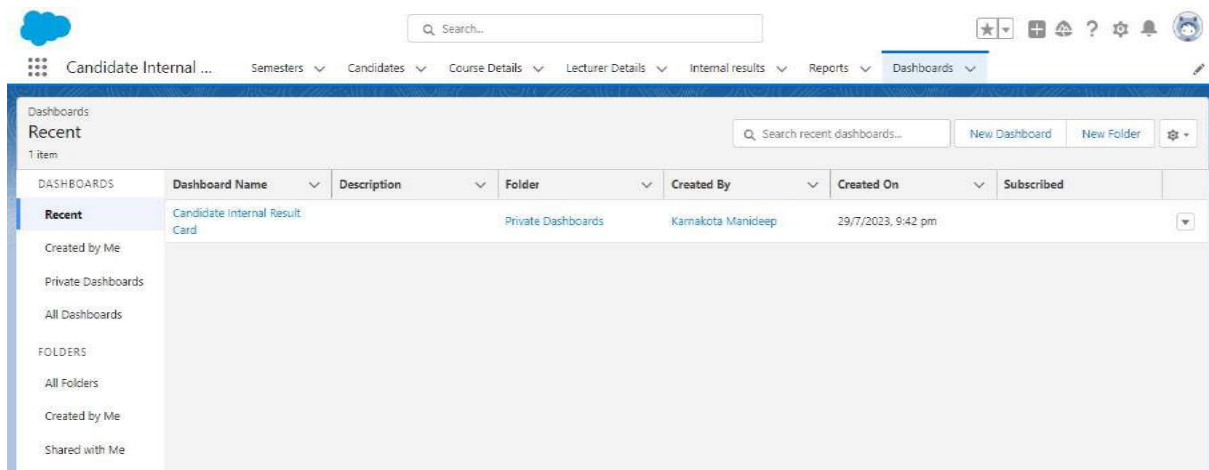 Search...
Candidate Internal ... Semesters Candidates Course Details Lecturer Details Internal results Reports Dashboards
Dashboards
Recent
1 item
Search recent dashboards... New Dashboard New Folder
DASHBOARDS Dashboard Name Description Folder Created By Created On Subscribed
Recent Candidate Internal Result Card Private Dashboards Karnakota Manideep 29/7/2023, 9:42 pm
Created by Me
Private Dashboards
All Dashboards
FOLDERS
All Folders
Created by Me
Shared with Me